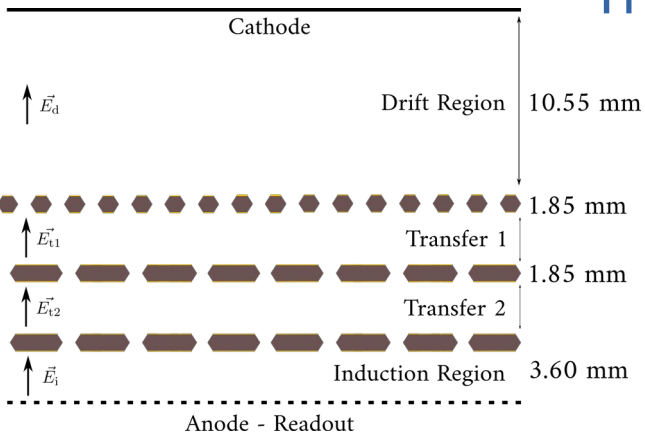 Cathode
E⃗d
Drift Region 10.55 mm
1.85 mm
E⃗t1
Transfer 1
1.85 mm
E⃗t2
Transfer 2
E⃗i
Induction Region 3.60 mm
Anode - Readout